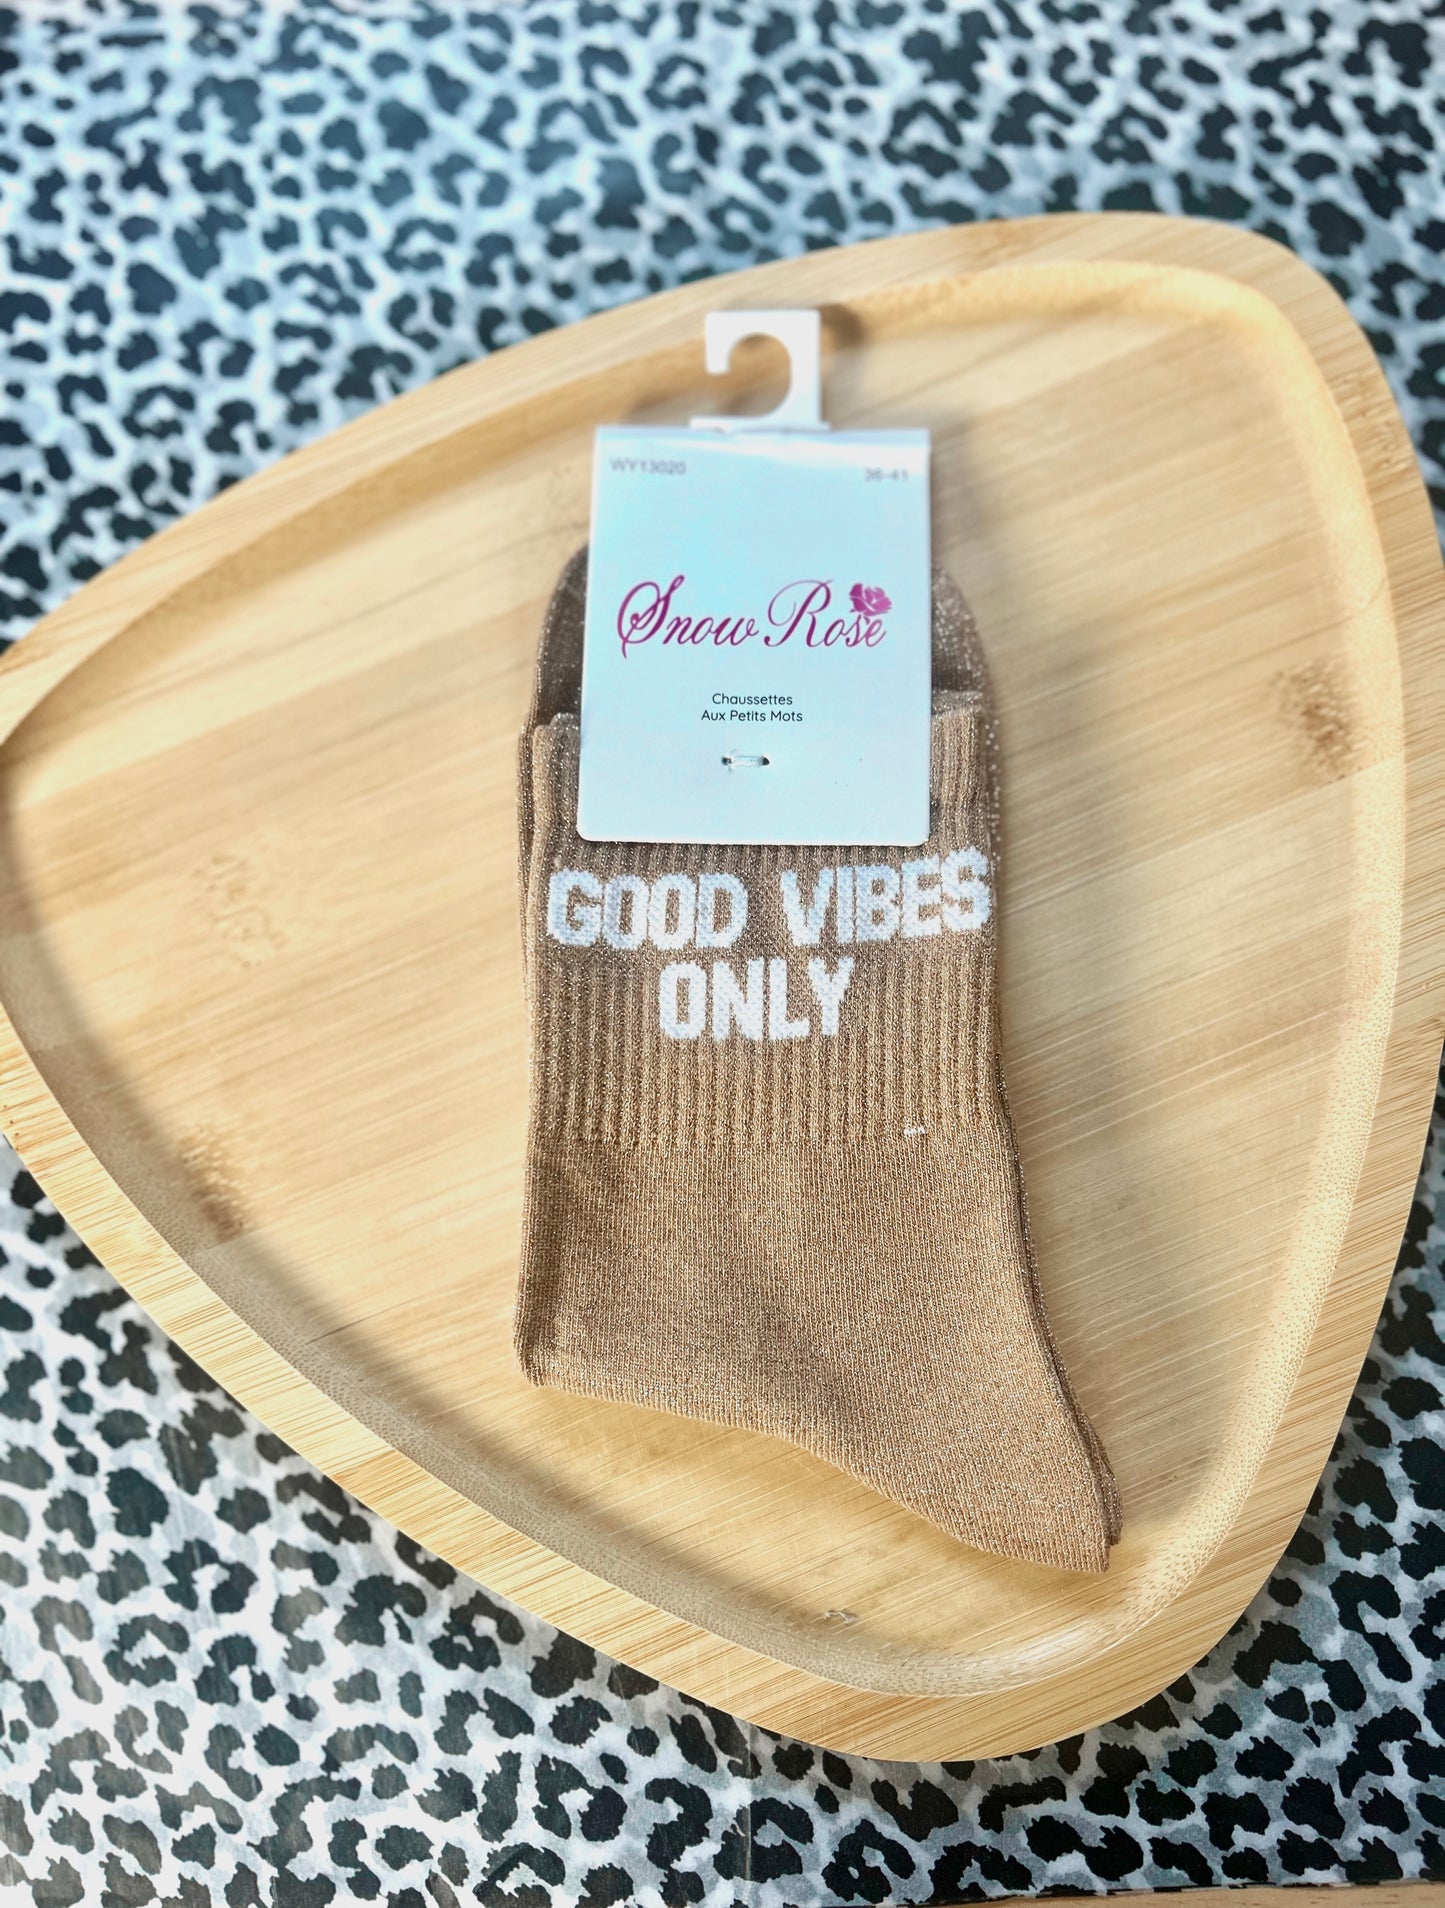 WY13020 36-41
Snow Rose
Chaussettes
Aux Petits Mots
GOOD VIBES
ONLY